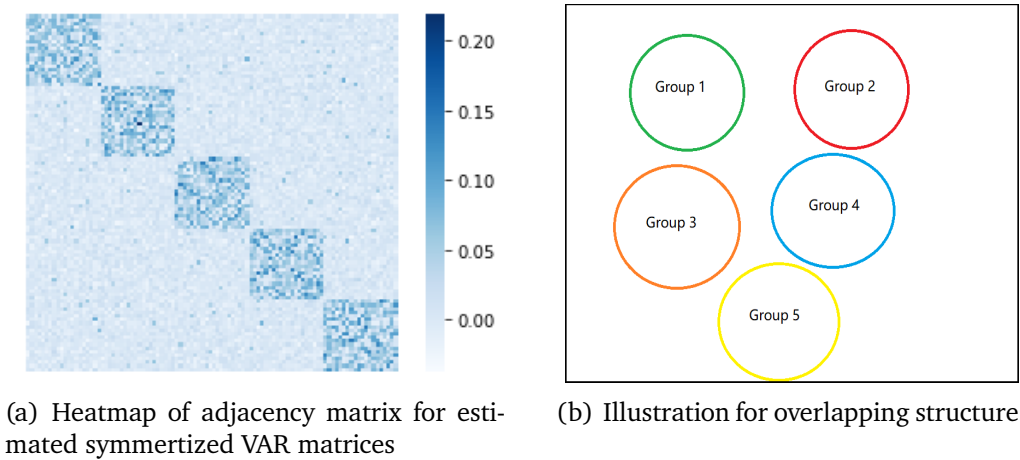 0.20
0.15
0.10
0.05
0.00
Group 1
Group 2
Group 3
Group 4
Group 5
(a) Heatmap of adjacency matrix for esti-
mated symmertized VAR matrices
(b) Illustration for overlapping structure